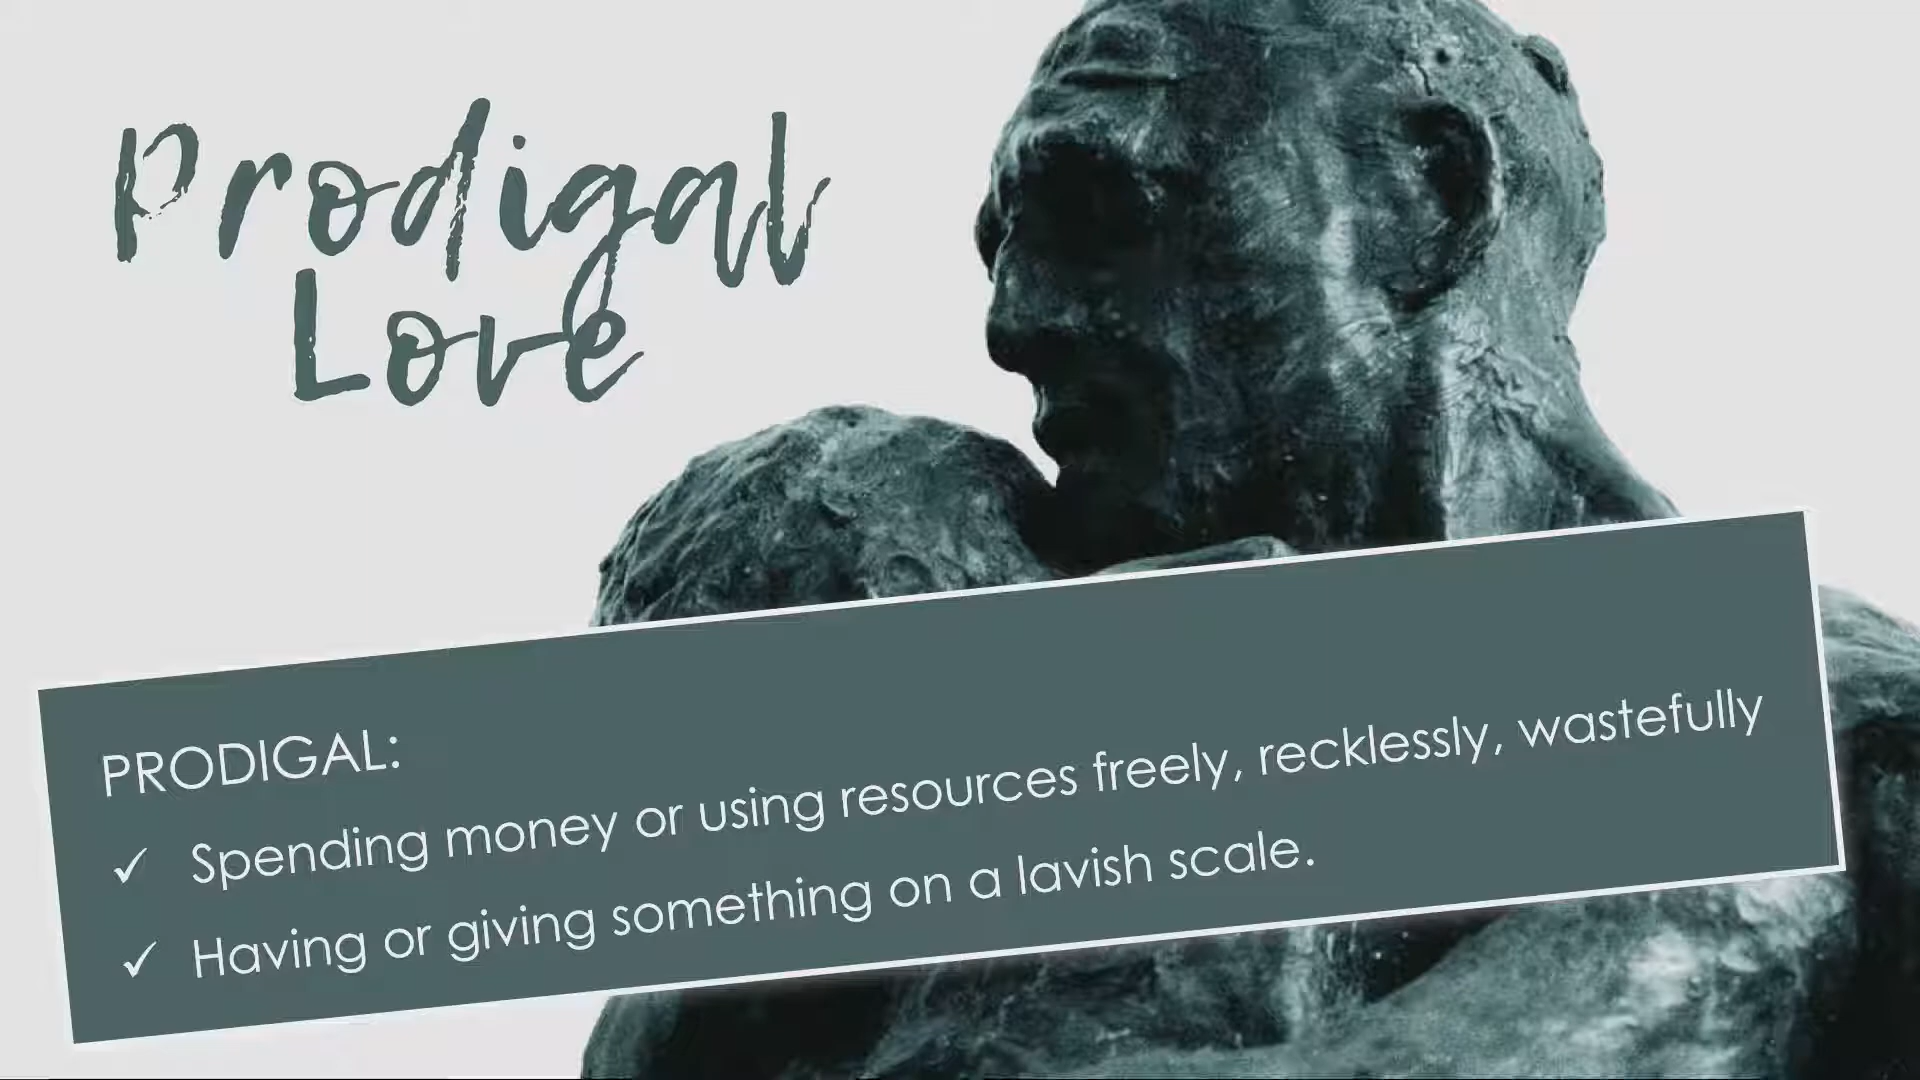 Prodigal
Love
PRODIGAL:
✓ Spending money or using resources freely, recklessly, wastefully
✓ Having or giving something on a lavish scale.